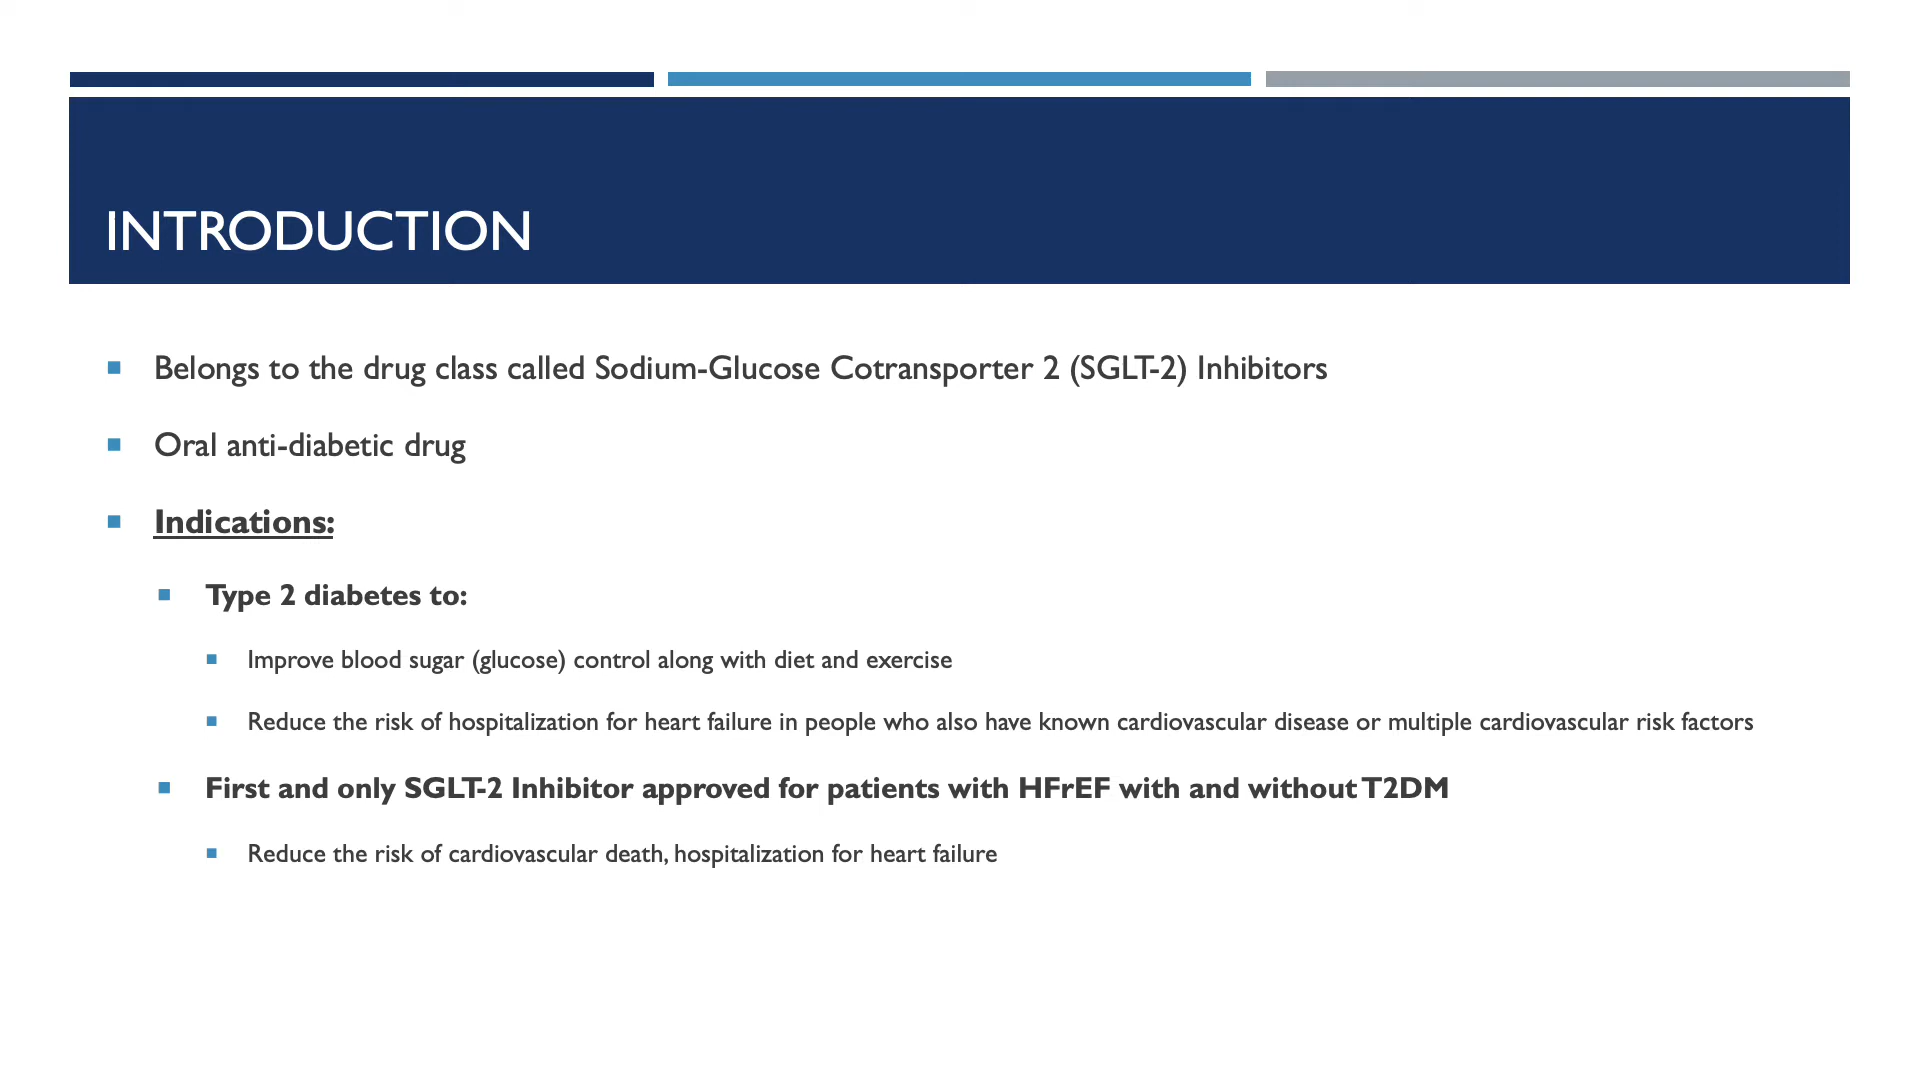 INTRODUCTION
Belongs to the drug class called Sodium-Glucose Cotransporter 2 (SGLT-2) Inhibitors
Oral anti-diabetic drug
Indications:
Type 2 diabetes to:
Improve blood sugar (glucose) control along with diet and exercise
Reduce the risk of hospitalization for heart failure in people who also have known cardiovascular disease or multiple cardiovascular risk factors
First and only SGLT-2 Inhibitor approved for patients with HFrEF with and without T2DM
Reduce the risk of cardiovascular death, hospitalization for heart failure